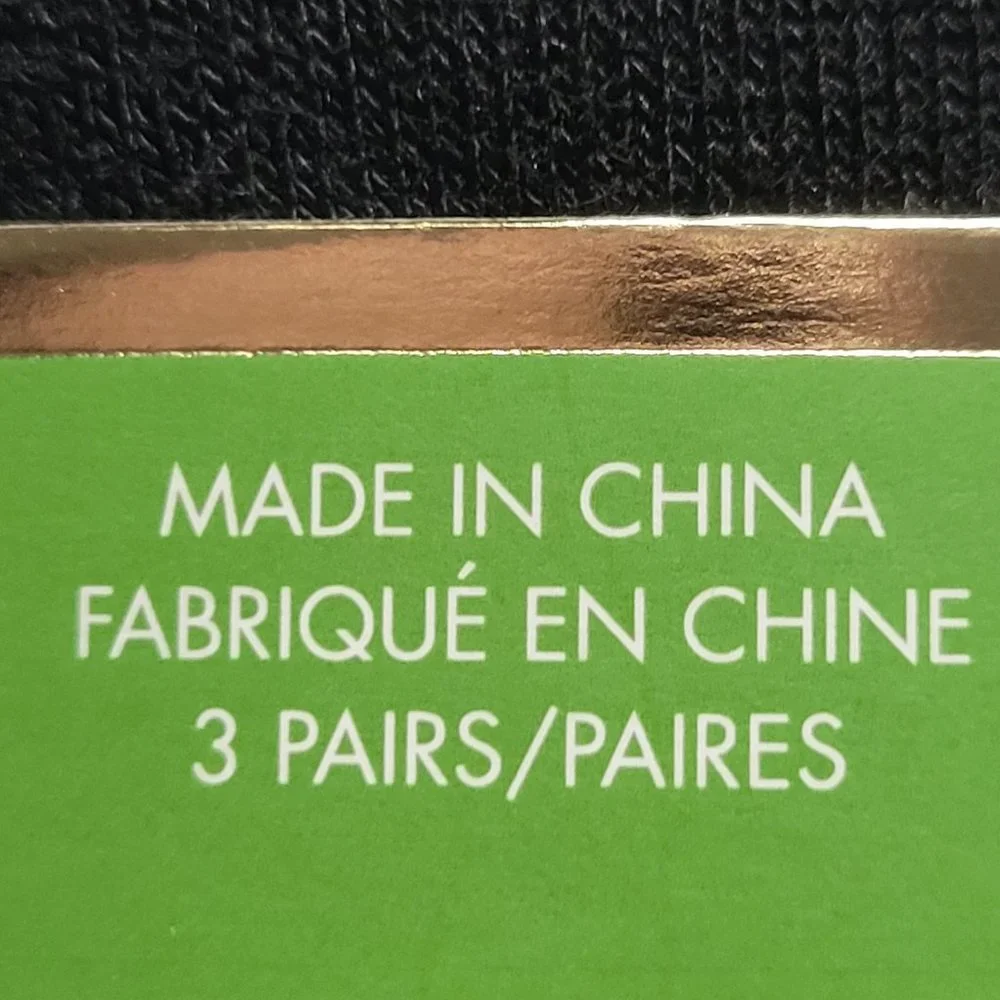 MADE IN CHINA
FABRIQUÉ EN CHINE
3 PAIRS/PAIRES